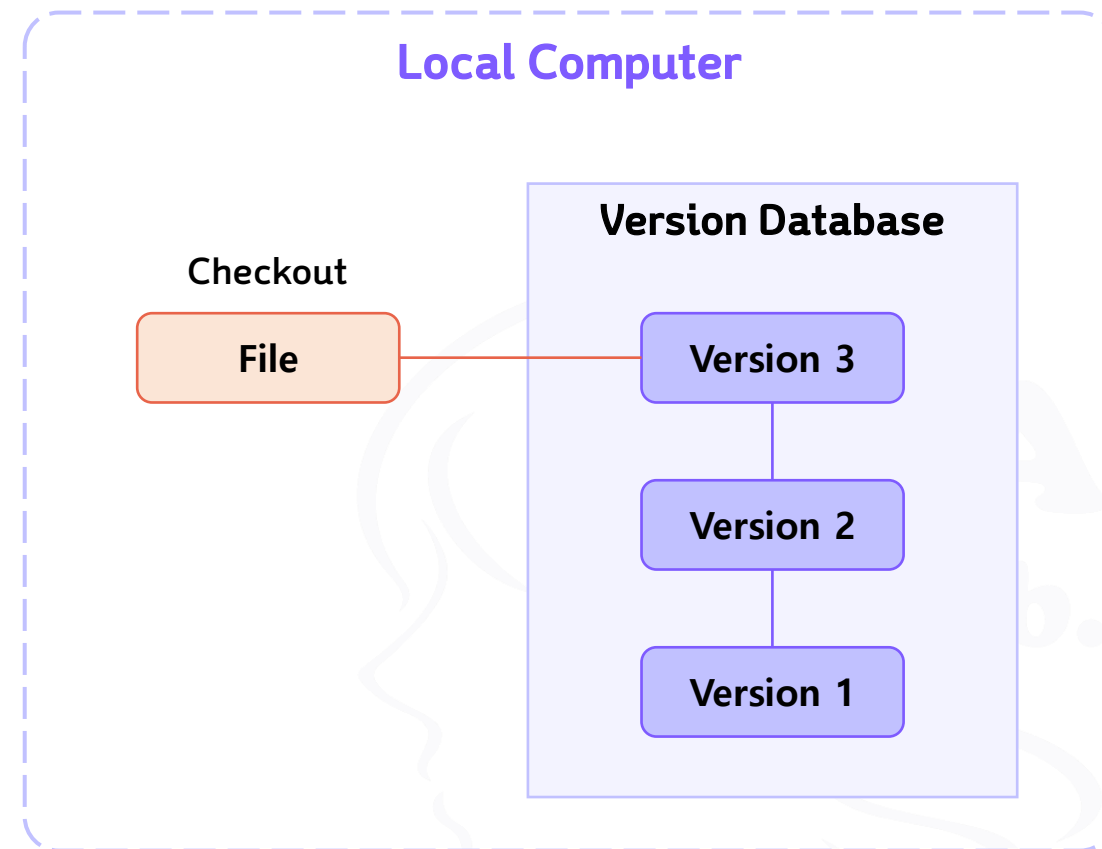 Local Computer
Version Database
Checkout
File
Version 3
Version 2
Version 1